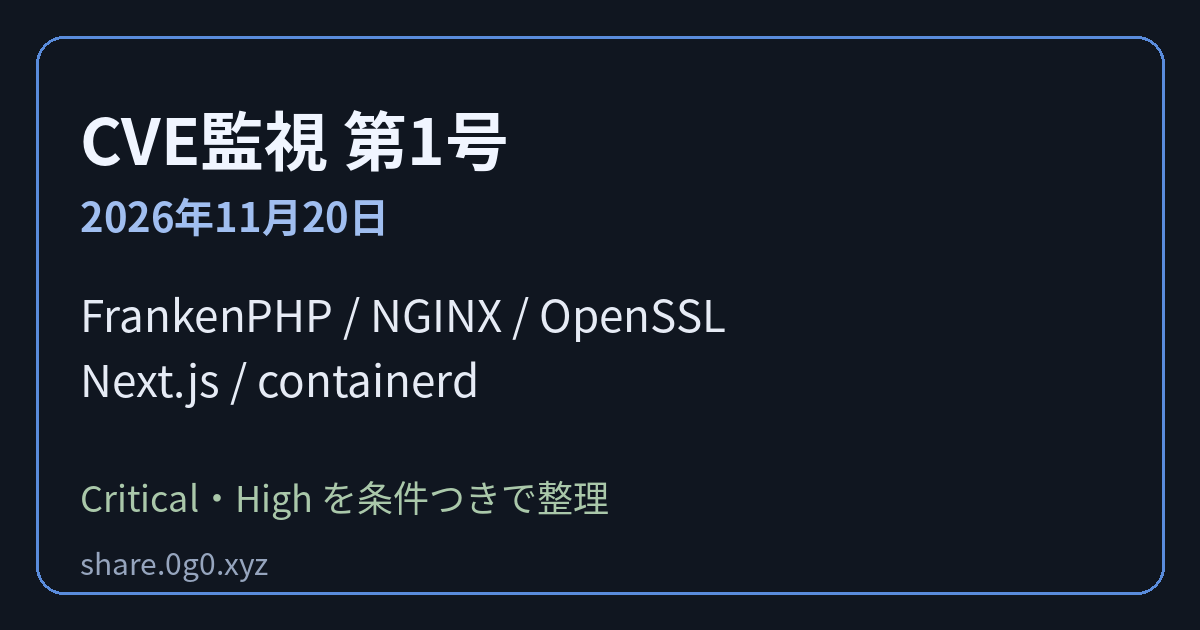 CVE監視 第1号
2026年11月20日
FrankenPHP / NGINX / OpenSSL
Next.js / containerd
Critical・High を条件つきで整理
share.0g0.xyz